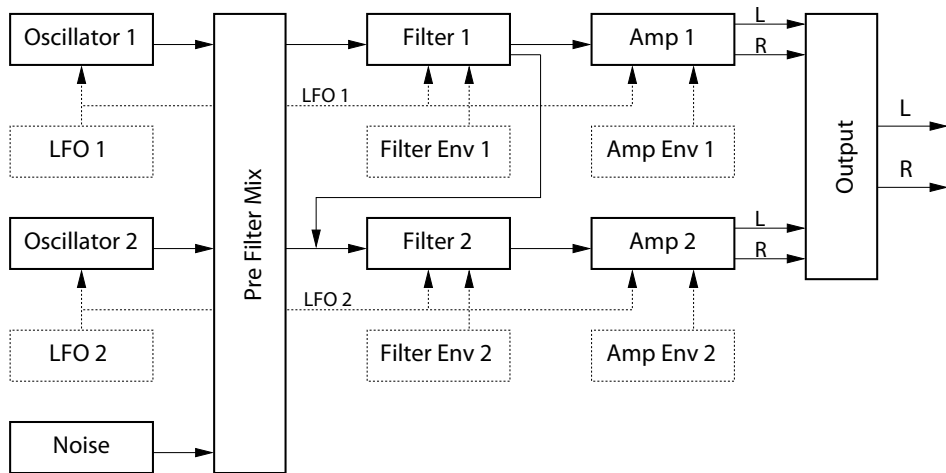 Oscillator 1
Filter 1
Amp 1
L
R
LFO 1
LFO 1
Filter Env 1
Amp Env 1
Pre Filter Mix
Output
L
R
Oscillator 2
Filter 2
Amp 2
L
R
LFO 2
LFO 2
Filter Env 2
Amp Env 2
Noise